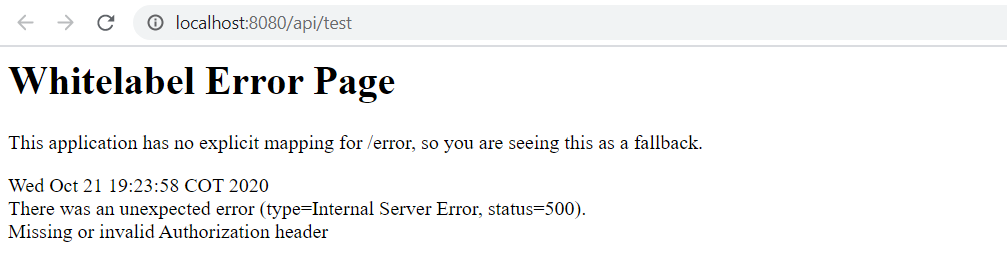 localhost:8080/api/test
Whitelabel Error Page
This application has no explicit mapping for /error, so you are seeing this as a fallback.
Wed Oct 21 19:23:58 COT 2020
There was an unexpected error (type=Internal Server Error, status=500).
Missing or invalid Authorization header